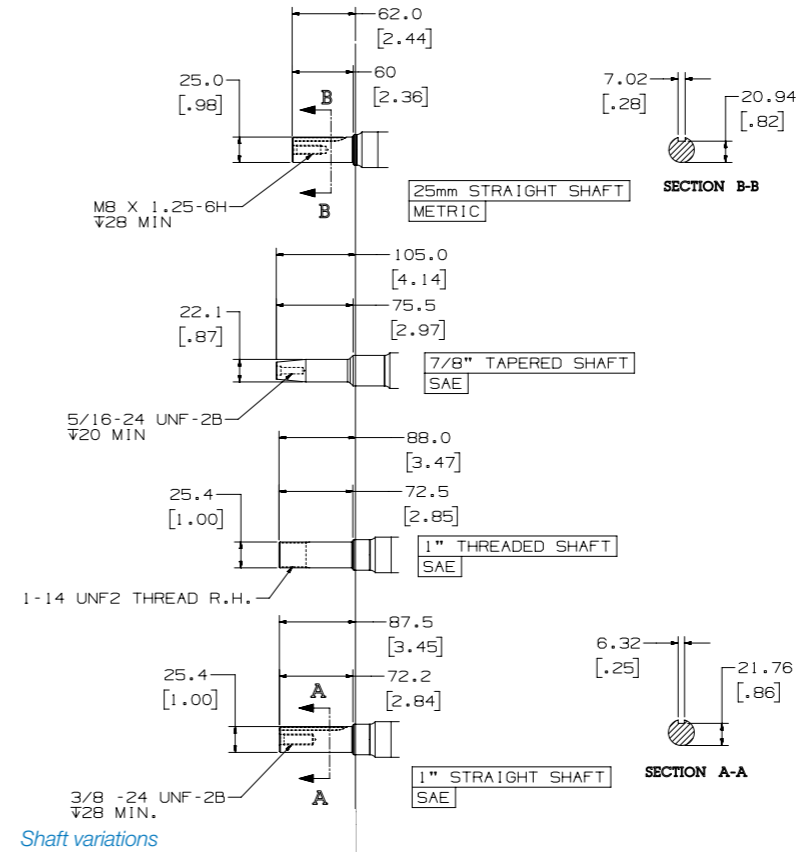 62.0
[2.44]
60
[2.36]
25.0
[.98]
B
B
M8 X 1.25-6H
↧28 MIN
25mm STRAIGHT SHAFT
METRIC
7.02
[.28]
20.94
[.82]
SECTION B-B
105.0
[4.14]
75.5
[2.97]
22.1
[.87]
7/8" TAPERED SHAFT
SAE
5/16-24 UNF-2B
↧20 MIN
88.0
[3.47]
72.5
[2.85]
25.4
[1.00]
1" THREADED SHAFT
SAE
1-14 UNF2 THREAD R.H.
87.5
[3.45]
72.2
[2.84]
25.4
[1.00]
A
A
3/8 -24 UNF-2B
↧28 MIN.
1" STRAIGHT SHAFT
SAE
6.32
[.25]
21.76
[.86]
SECTION A-A
Shaft variations